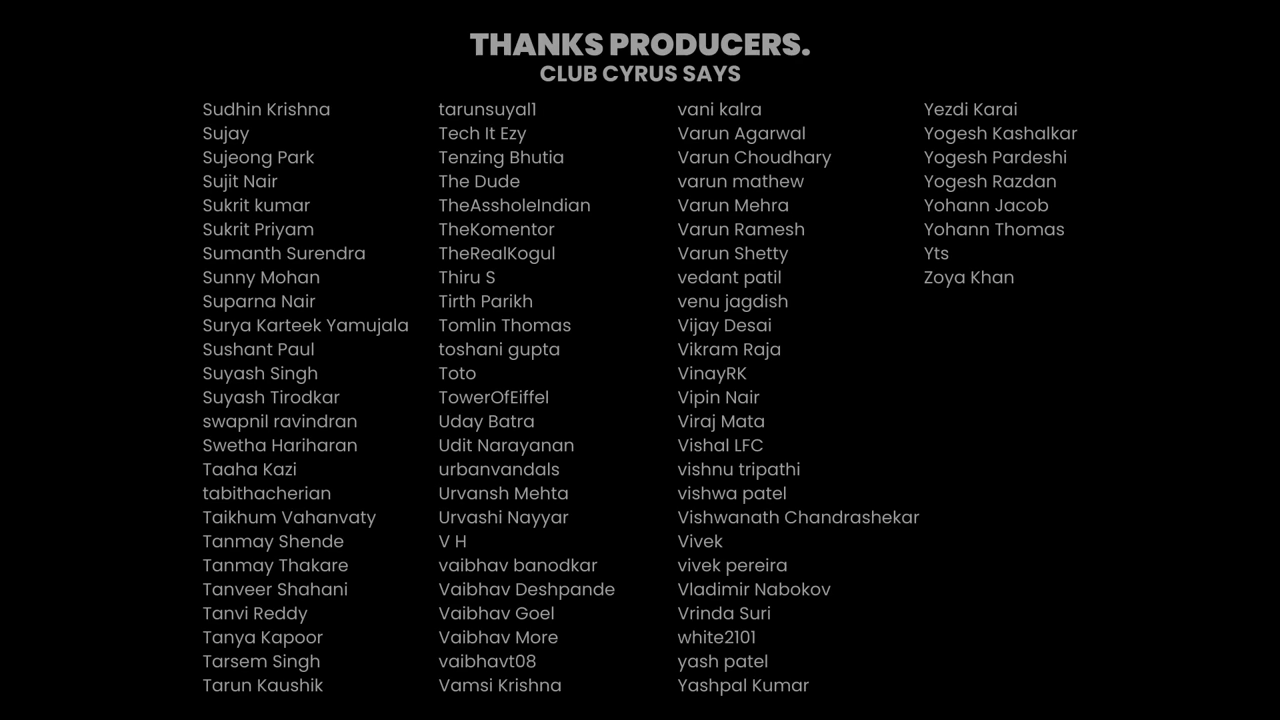 THANKS PRODUCERS.
CLUB CYRUS SAYS
Sudhin Krishna
Sujay
Sujeong Park
Sujit Nair
Sukrit kumar
Sukrit Priyam
Sumanth Surendra
Sunny Mohan
Suparna Nair
Surya Karteek Yamujala
Sushant Paul
Suyash Singh
Suyash Tirodkar
swapnil ravindran
Swetha Hariharan
Taaha Kazi
tabithacherian
Taikhum Vahanvaty
Tanmay Shende
Tanmay Thakare
Tanveer Shahani
Tanvi Reddy
Tanya Kapoor
Tarsem Singh
Tarun Kaushik
tarunsuyal1
Tech It Ezy
Tenzing Bhutia
The Dude
TheAssholeIndian
TheKomentor
TheRealKogul
Thiru S
Tirth Parikh
Tomlin Thomas
toshani gupta
Toto
TowerOfEiffel
Uday Batra
Udit Narayanan
urbanvandals
Urvansh Mehta
Urvashi Nayyar
V H
vaibhav banodkar
Vaibhav Deshpande
Vaibhav Goel
Vaibhav More
vaibhavt08
Vamsi Krishna
vani kalra
Varun Agarwal
Varun Choudhary
varun mathew
Varun Mehra
Varun Ramesh
Varun Shetty
vedant patil
venu jagdish
Vijay Desai
Vikram Raja
VinayRK
Vipin Nair
Viraj Mata
Vishal LFC
vishnu tripathi
vishwa patel
Vishwanath Chandrashekar
Vivek
vivek pereira
Vladimir Nabokov
Vrinda Suri
white2101
yash patel
Yashpal Kumar
Yezdi Karai
Yogesh Kashalkar
Yogesh Pardeshi
Yogesh Razdan
Yohann Jacob
Yohann Thomas
Yts
Zoya Khan